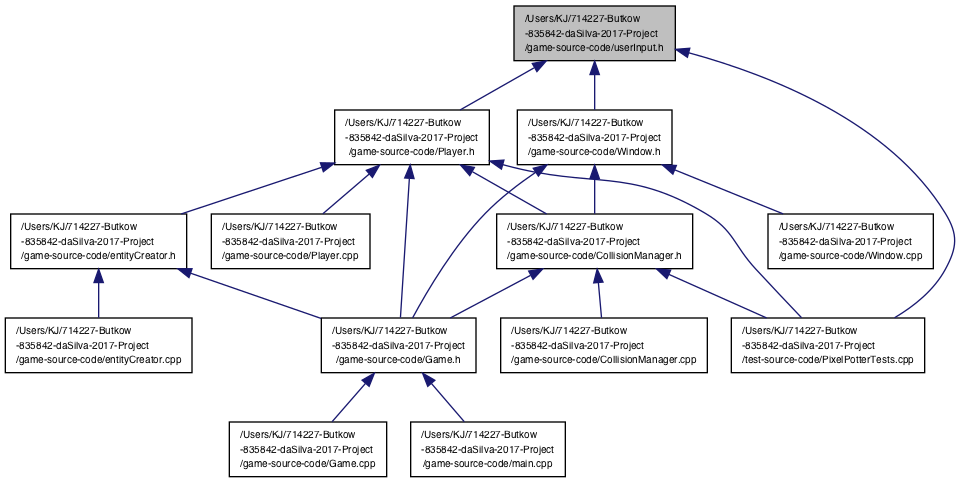 /Users/KJ/714227-Butkow
-835842-daSilva-2017-Project
/game-source-code/userInput.h
/Users/KJ/714227-Butkow
-835842-daSilva-2017-Project
/game-source-code/Player.h
/Users/KJ/714227-Butkow
-835842-daSilva-2017-Project
/game-source-code/Window.h
/Users/KJ/714227-Butkow
-835842-daSilva-2017-Project
/game-source-code/entityCreator.h
/Users/KJ/714227-Butkow
-835842-daSilva-2017-Project
/game-source-code/Player.cpp
/Users/KJ/714227-Butkow
-835842-daSilva-2017-Project
/game-source-code/CollisionManager.h
/Users/KJ/714227-Butkow
-835842-daSilva-2017-Project
/game-source-code/Window.cpp
/Users/KJ/714227-Butkow
-835842-daSilva-2017-Project
/game-source-code/entityCreator.cpp
/Users/KJ/714227-Butkow
-835842-daSilva-2017-Project
/game-source-code/Game.h
/Users/KJ/714227-Butkow
-835842-daSilva-2017-Project
/game-source-code/CollisionManager.cpp
/Users/KJ/714227-Butkow
-835842-daSilva-2017-Project
/test-source-code/PixelPotterTests.cpp
/Users/KJ/714227-Butkow
-835842-daSilva-2017-Project
/game-source-code/Game.cpp
/Users/KJ/714227-Butkow
-835842-daSilva-2017-Project
/game-source-code/main.cpp